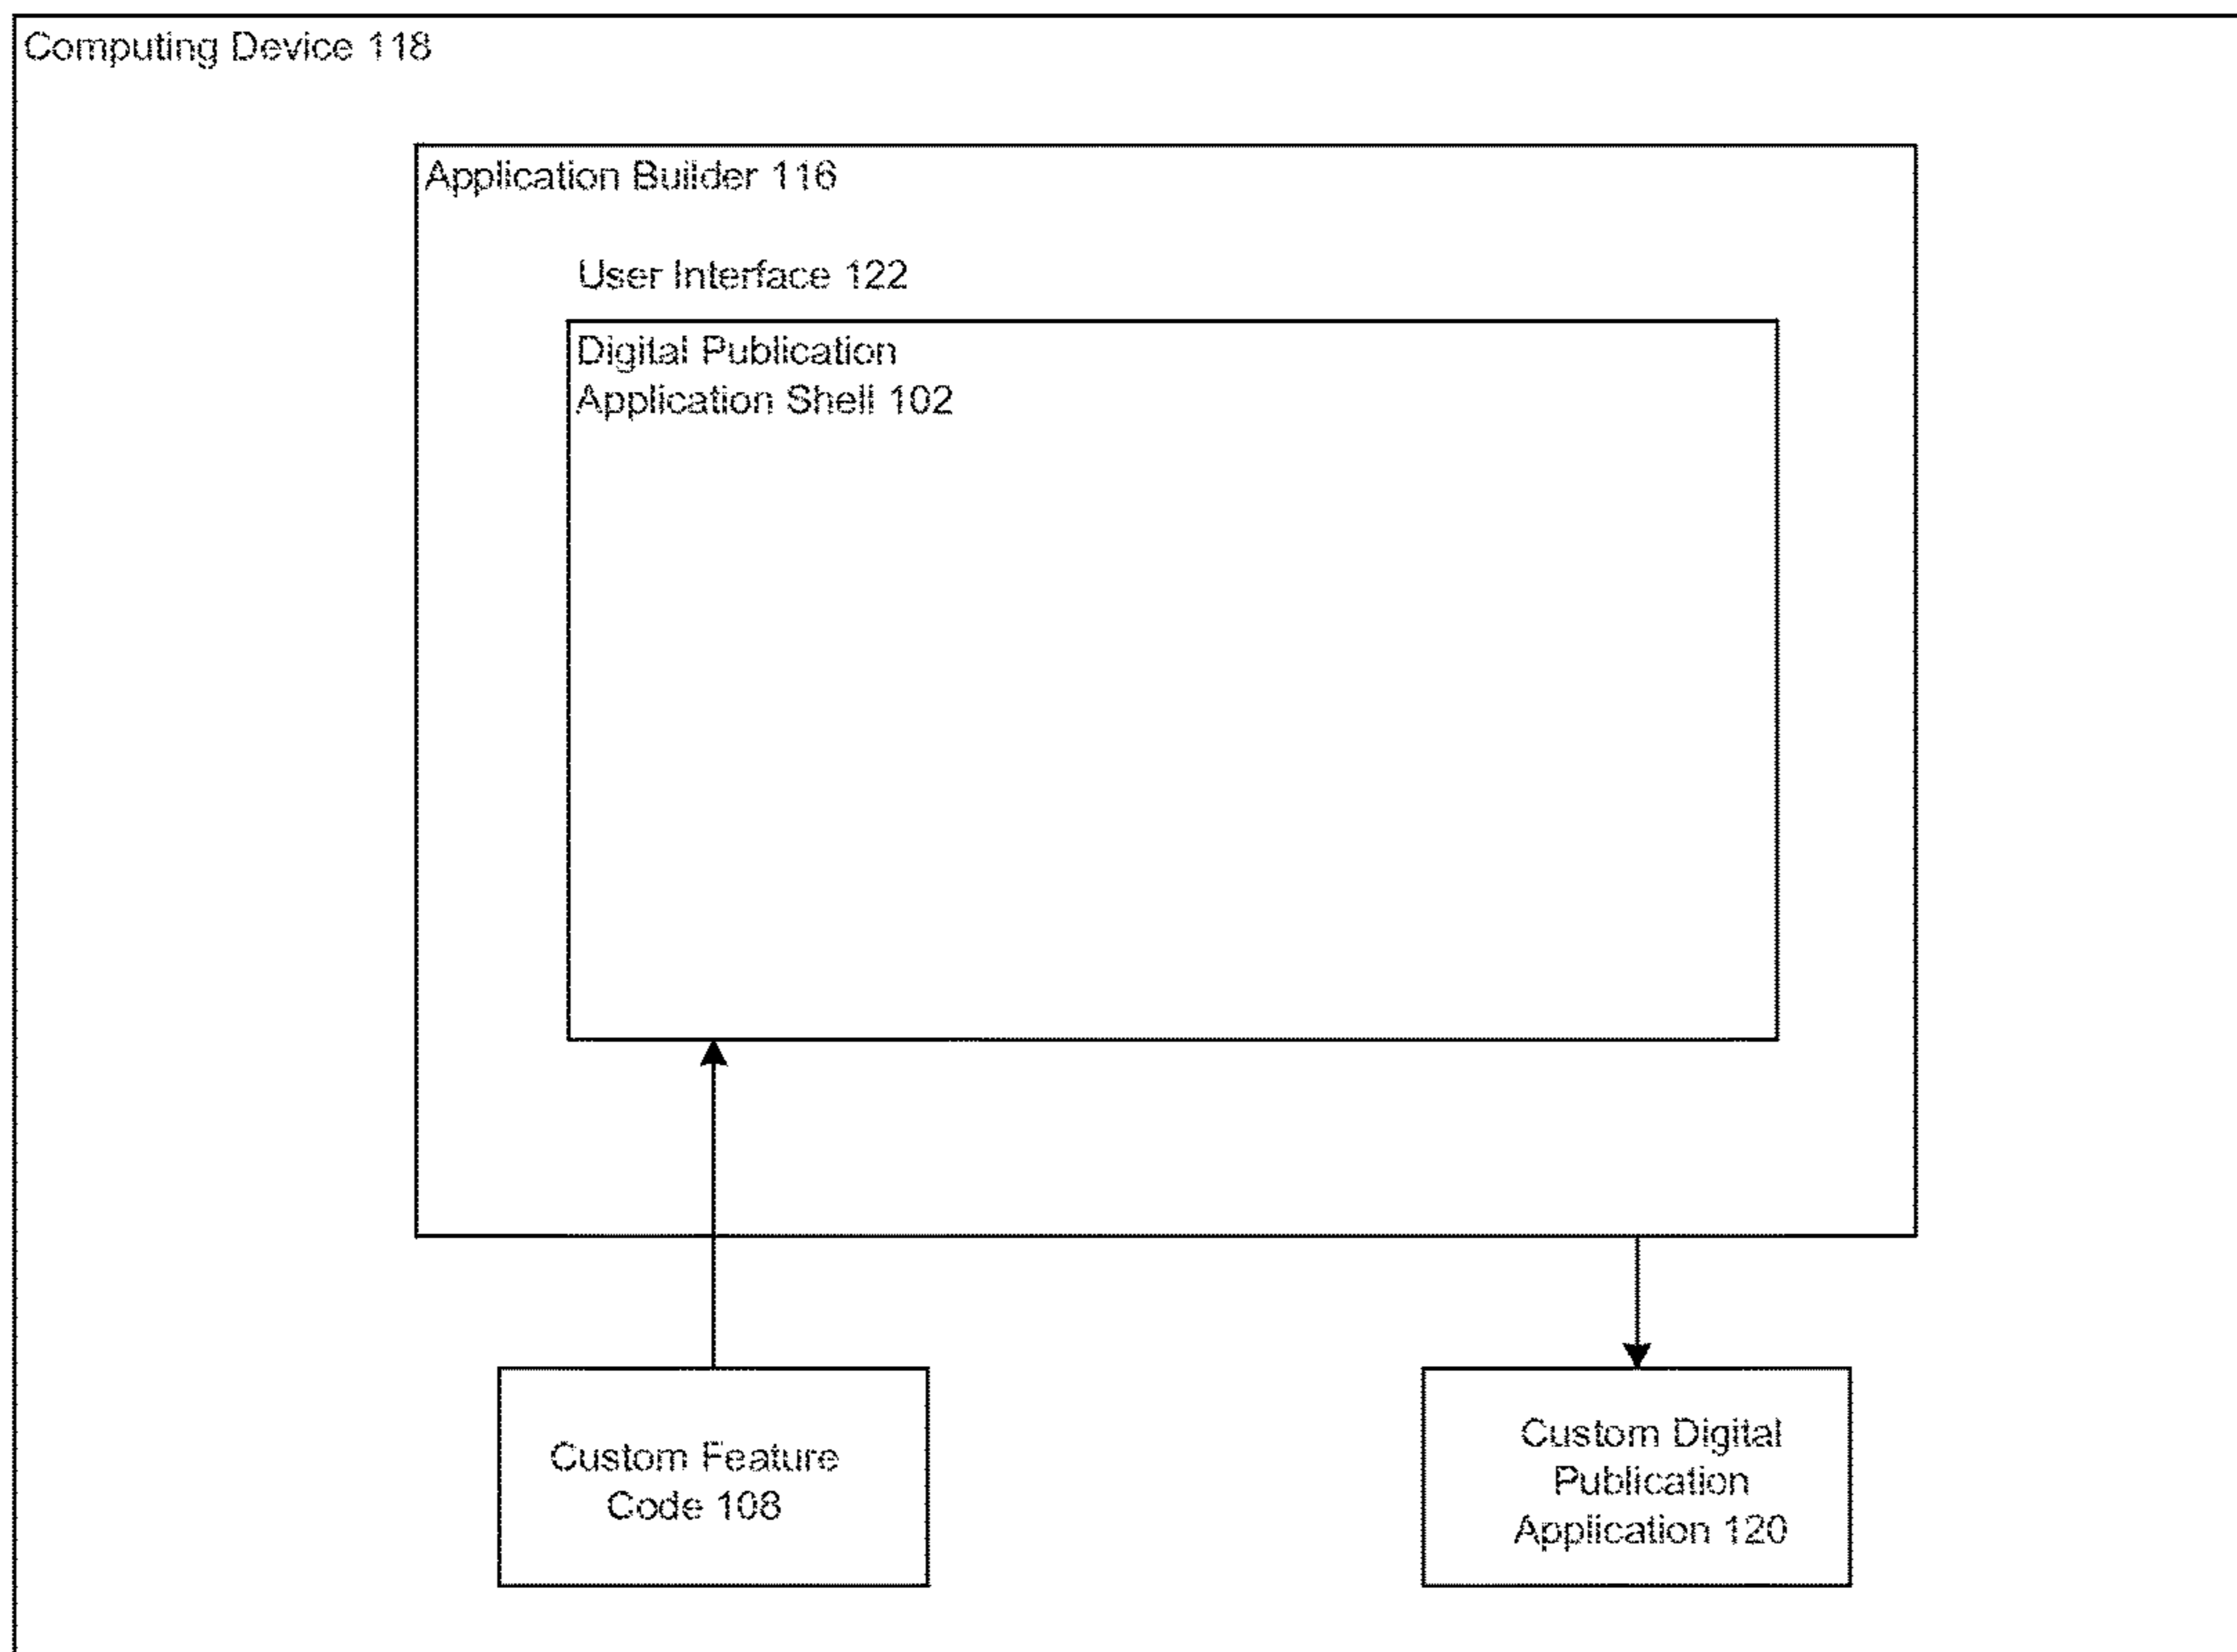 Computing Device 118
Application Builder 116
User Interface 122
Digital Publication
Application Shell 102
Custom Feature
Code 108
Custom Digital
Publication
Application 120